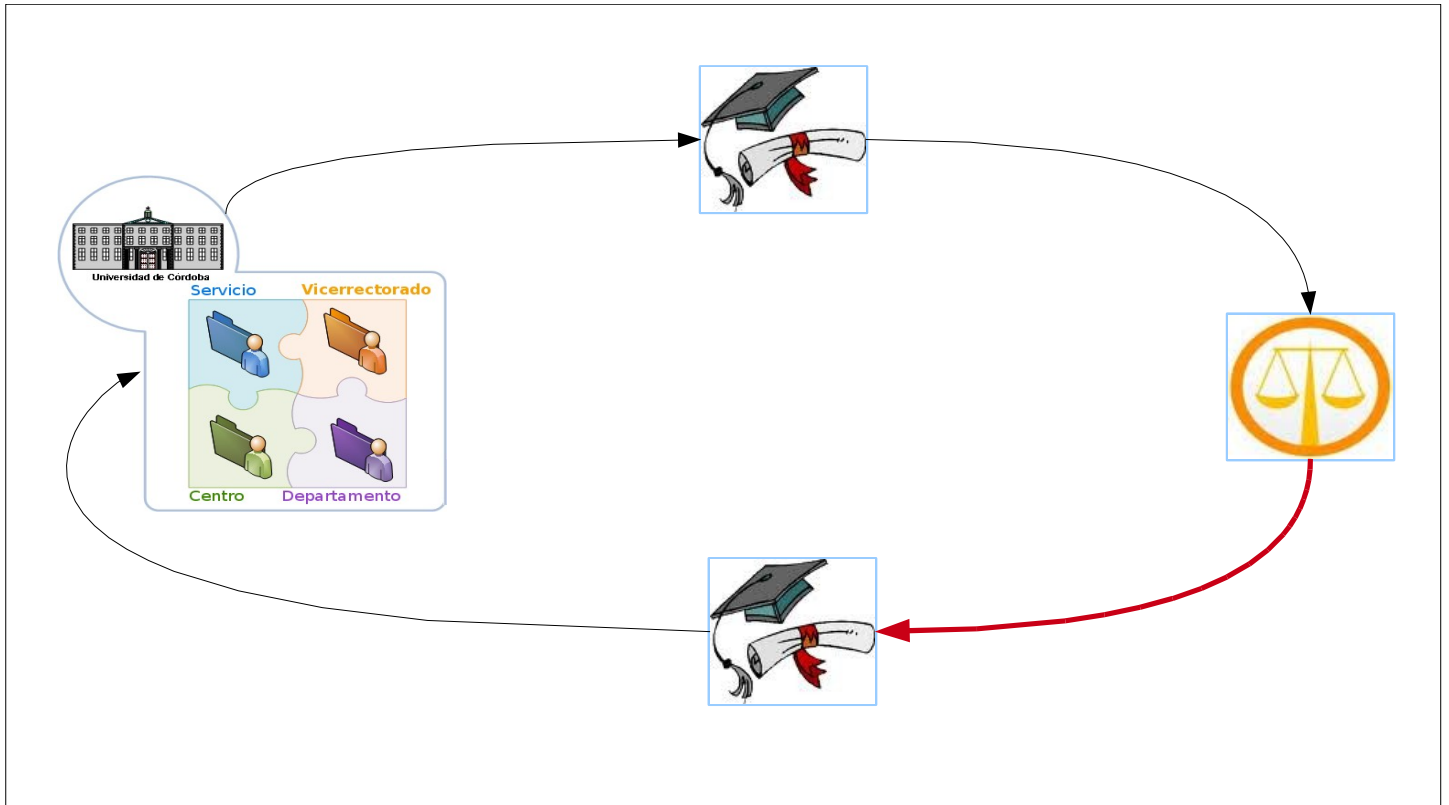 Universidad de Córdoba
Servicio
Vicerrectorado
Centro
Departamento